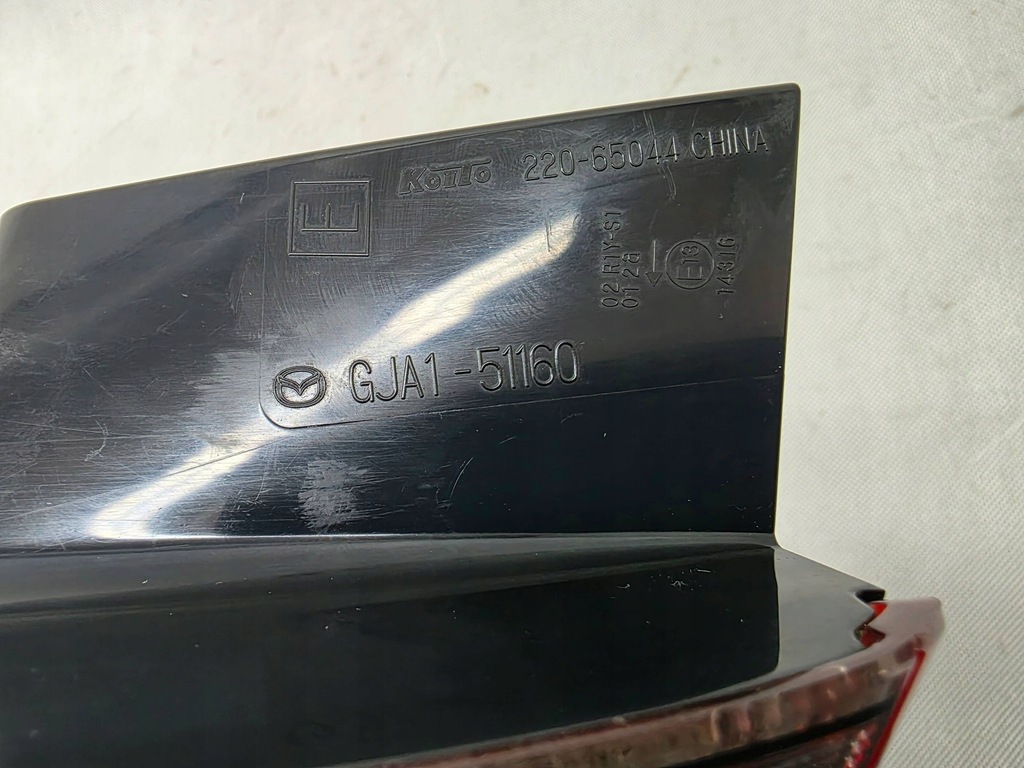 E
Koito 220-65044 CHINA
02 R1Y-S1
01 2a
E13
14316
GJA1-51160